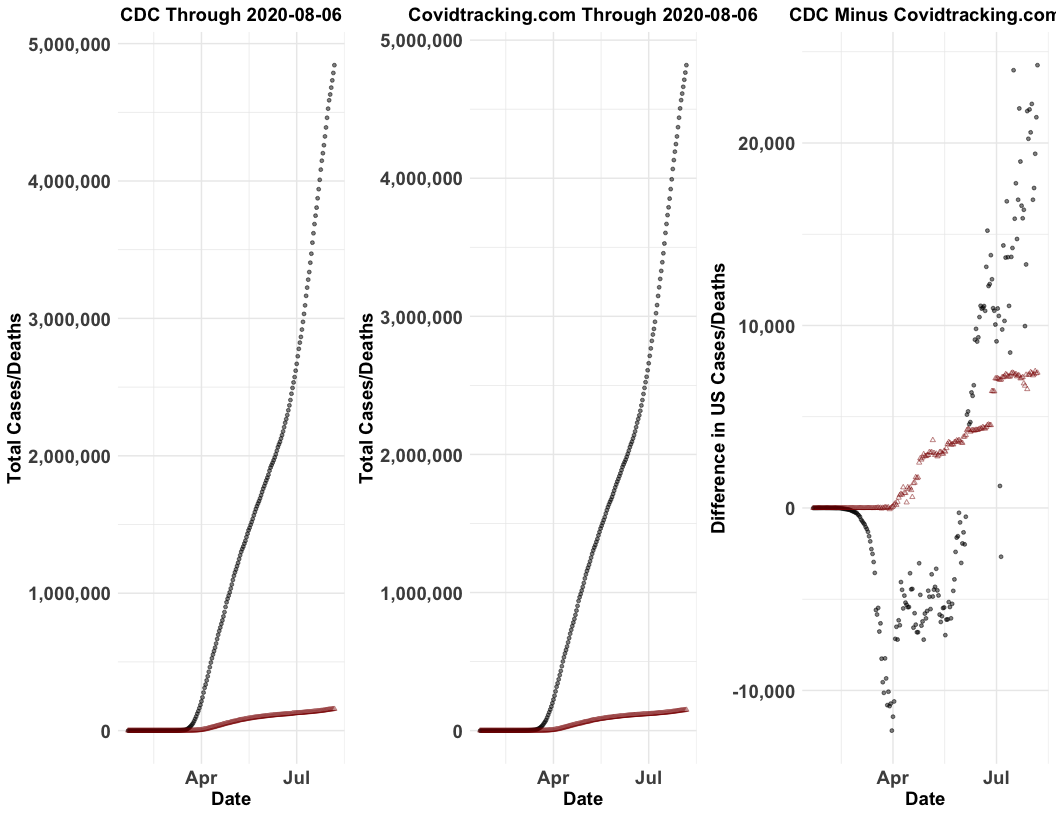 CDC Through 2020-08-06
Total Cases/Deaths
5,000,000
4,000,000
3,000,000
2,000,000
1,000,000
0
Apr Jul
Date
Covidtracking.com Through 2020-08-06
Total Cases/Deaths
5,000,000
4,000,000
3,000,000
2,000,000
1,000,000
0
Apr Jul
Date
CDC Minus Covidtracking.com
Difference in US Cases/Deaths
20,000
10,000
0
-10,000
Apr Jul
Date